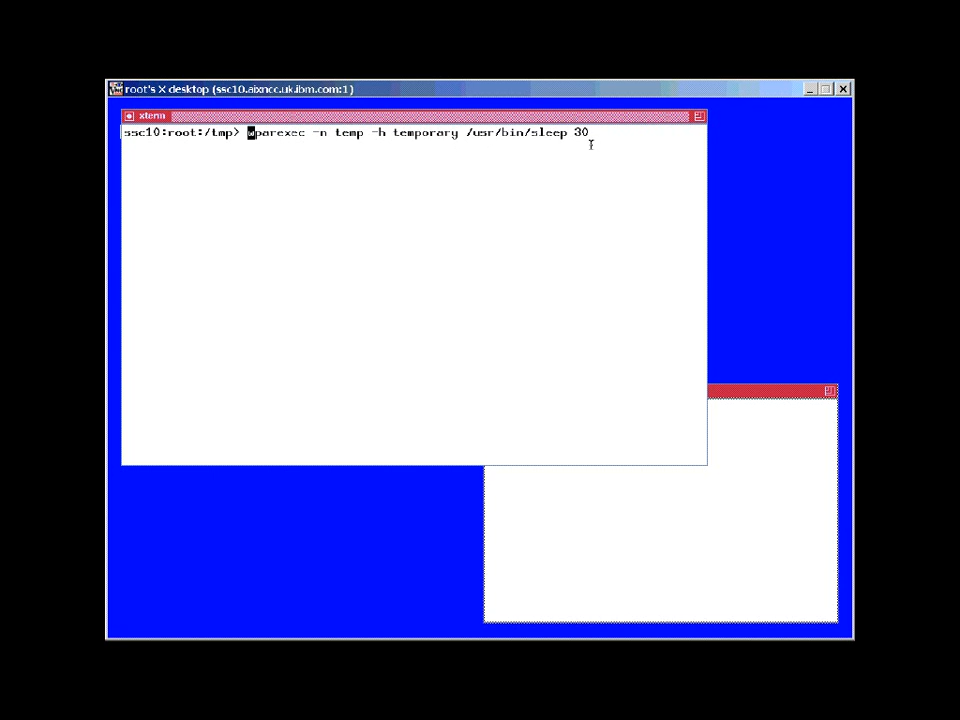 root's X desktop (ssc10.aixncc.uk.ibm.com:1)
xterm
ssc10:root:/tmp> wparexec -n temp -h temporary /usr/bin/sleep 30